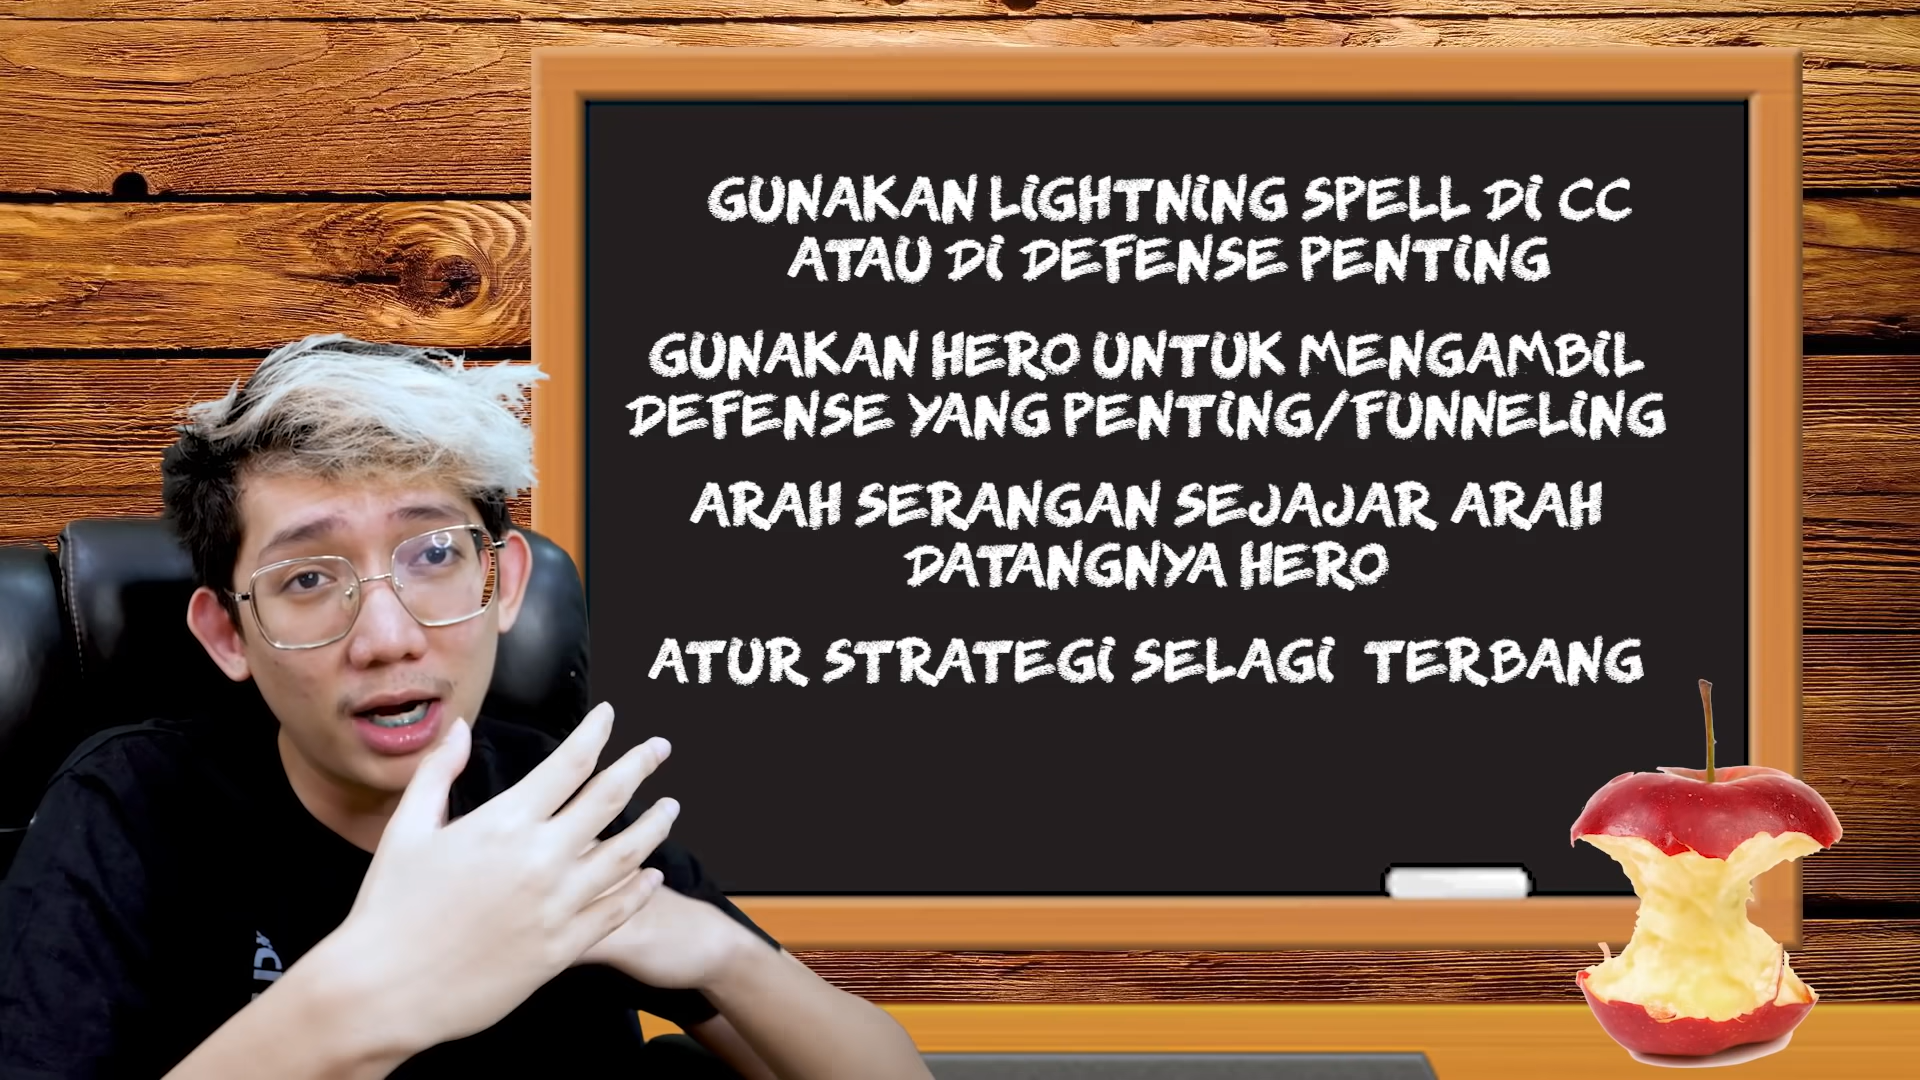 GUNAKAN LIGHTNING SPELL DI CC
ATAU DI DEFENSE PENTING
GUNAKAN HERO UNTUK MENGAMBIL
DEFENSE YANG PENTING/FUNNELING
ARAH SERANGAN SEJAJAR ARAH
DATANGNYA HERO
ATUR STRATEGI SELAGI TERBANG